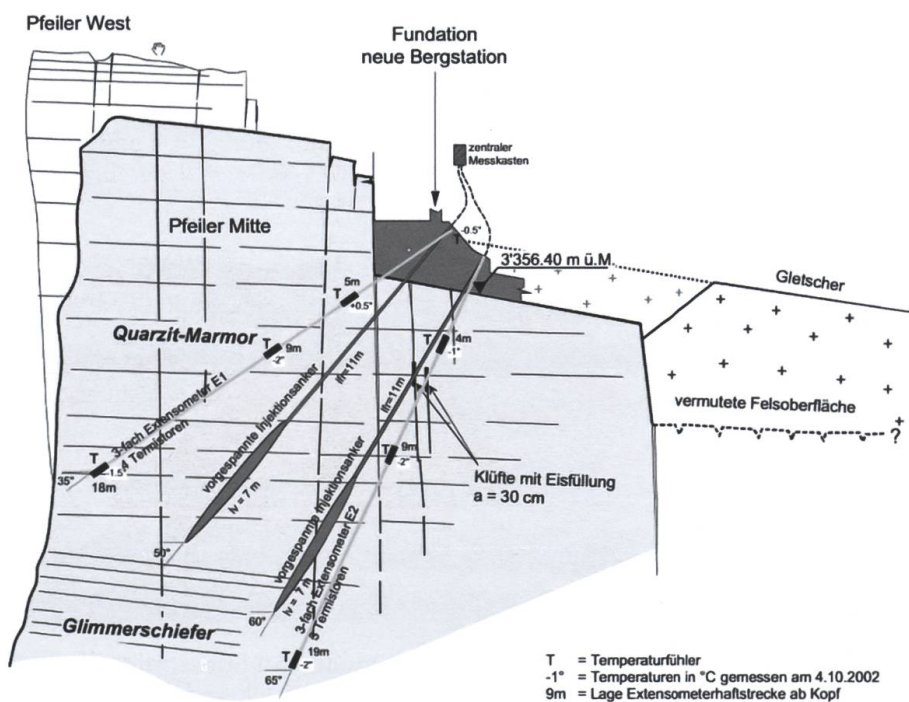 Pfeiler West
Fundation
neue Bergstation
zentraler
Messkasten
Pfeiler Mitte
-0.5°
3'356.40 m ü.M.
Gletscher
T
5m
+0.5°
Quarzit-Marmor
T
9m
-2°
T
4m
-1°
lfr=11m
lfr=11m
vermutete Felsoberfläche
?
3-fach Extensometer E1
4 Termistoren
vorgespannte Injektionsanker
lv = 7 m
T
9m
-2°
Klüfte mit Eisfüllung
a = 30 cm
T
-1.5°
35°
18m
vorgespannte Injektionsanker
lv = 7 m
3-fach Extensometer E2
5 Termistoren
50°
60°
Glimmerschiefer
T
19m
-2°
65°
T = Temperaturfühler
-1° = Temperaturen in °C gemessen am 4.10.2002
9m = Lage Extensometerhaftstrecke ab Kopf